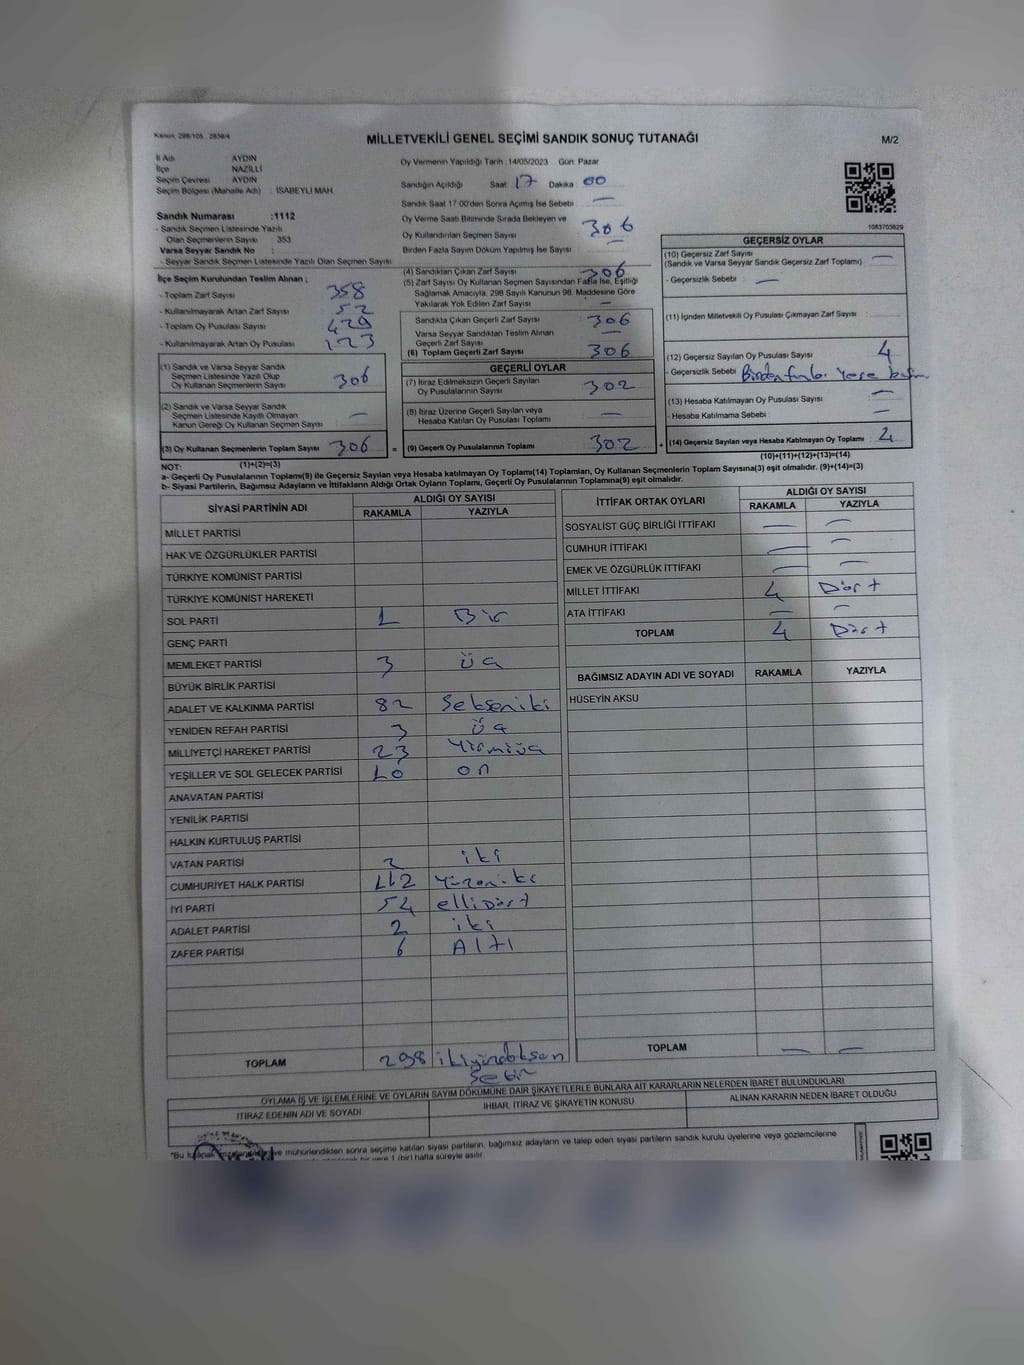 Kanun: 298/105 2839/4
MİLLETVEKİLİ GENEL SEÇİMİ SANDIK SONUÇ TUTANAĞI
M/2
İl Adı : AYDIN
İlçe : NAZİLLİ
Seçim Çevresi : AYDIN
Seçim Bölgesi (Mahalle Adı) : İSABEYLİ MAH.
Sandık Numarası :1112
- Sandık Seçmen Listesinde Yazılı
Olan Seçmenlerin Sayısı : 353
Varsa Seyyar Sandık No :
- Seyyar Sandık Seçmen Listesinde Yazılı Olan Seçmen Sayısı :
Oy Vermenin Yapıldığı Tarih : 14/05/2023 Gün: Pazar
Sandığın Açıldığı Saat : 17 Dakika : 00
Sandık Saat 17:00'den Sonra Açılmış İse Sebebi : —
Oy Verme Saati Bitiminde Sırada Bekleyen ve
Oy Kullandırılan Seçmen Sayısı : 306
Birden Fazla Sayım Döküm Yapılmış İse Sayısı : —
1083703629
İlçe Seçim Kurulundan Teslim Alınan ;
- Toplam Zarf Sayısı : 358
- Kullanılmayarak Artan Zarf Sayısı : 52
- Toplam Oy Pusulası Sayısı : 429
- Kullanılmayarak Artan Oy Pusulası : 123
(1) Sandık ve Varsa Seyyar Sandık
Seçmen Listesinde Yazılı Olup
Oy Kullanan Seçmenlerin Sayısı : 306
(2) Sandık ve Varsa Seyyar Sandık
Seçmen Listesinde Kayıtlı Olmayan
Kanun Gereği Oy Kullanan Seçmen Sayısı : —
(3) Oy Kullanan Seçmenlerin Toplam Sayısı : 306
(4) Sandıktan Çıkan Zarf Sayısı : 306
(5) Zarf Sayısı Oy Kullanan Seçmen Sayısından Fazla İse, Eşitliği
Sağlamak Amacıyla, 298 Sayılı Kanunun 98. Maddesine Göre
Yakılarak Yok Edilen Zarf Sayısı : —
Sandıkta Çıkan Geçerli Zarf Sayısı : 306
Varsa Seyyar Sandıktan Teslim Alınan
Geçerli Zarf Sayısı : —
(6) Toplam Geçerli Zarf Sayısı : 306
GEÇERLİ OYLAR
(7) İtiraz Edilmeksizin Geçerli Sayılan
Oy Pusulalarının Sayısı : 302
(8) İtiraz Üzerine Geçerli Sayılan veya
Hesaba Katılan Oy Pusulası Toplamı : —
= (9) Geçerli Oy Pusulalarının Toplamı : 302
GEÇERSİZ OYLAR
(10) Geçersiz Zarf Sayısı : —
(Sandık ve Varsa Seyyar Sandık Geçersiz Zarf Toplamı)
- Geçersizlik Sebebi : —
(11) İçinden Milletvekili Oy Pusulası Çıkmayan Zarf Sayısı : —
(12) Geçersiz Sayılan Oy Pusulası Sayısı : 4
- Geçersizlik Sebebi : Birden fazla yere
(13) Hesaba Katılmayan Oy Pusulası Sayısı : —
- Hesaba Katılmama Sebebi : —
+ (14) Geçersiz Sayılan veya Hesaba Katılmayan Oy Toplamı : 4
NOT: (1)+(2)=(3)
(10)+(11)+(12)+(13)=(14)
a- Geçerli Oy Pusulaları Toplamı(9) ile Geçersiz Sayılan veya Hesaba katılmayan Oy Toplamı(14) Toplamları, Oy Kullanan Seçmenlerin Toplam Sayısına(3) eşit olmalıdır. (9)+(14)=(3)
b- Siyasi Partilerin, Bağımsız Adayların ve İttifakların Aldığı Ortak Oyların Toplamı, Geçerli Oy Pusulalarının Toplamına(9) eşit olmalıdır.
SİYASİ PARTİNİN ADI
ALDIĞI OY SAYISI
RAKAMLA YAZIYLA
MİLLET PARTİSİ
HAK VE ÖZGÜRLÜKLER PARTİSİ
TÜRKİYE KOMÜNİST PARTİSİ
TÜRKİYE KOMÜNİST HAREKETİ
SOL PARTİ 1 Bir
GENÇ PARTİ
MEMLEKET PARTİSİ 3 üç
BÜYÜK BİRLİK PARTİSİ
ADALET VE KALKINMA PARTİSİ 82 Sekseniki
YENİDEN REFAH PARTİSİ 3 üç
MİLLİYETÇİ HAREKET PARTİSİ 23 Yirmiüç
YEŞİLLER VE SOL GELECEK PARTİSİ 10 on
ANAVATAN PARTİSİ
YENİLİK PARTİSİ
HALKIN KURTULUŞ PARTİSİ
VATAN PARTİSİ 2 iki
CUMHURİYET HALK PARTİSİ 112 Yüzoniki
İYİ PARTİ 54 elliDört
ADALET PARTİSİ 2 iki
ZAFER PARTİSİ 6 Altı
TOPLAM 298 ikiyüzdoksan
Sekiz
İTTİFAK ORTAK OYLARI
ALDIĞI OY SAYISI
RAKAMLA YAZIYLA
SOSYALİST GÜÇ BİRLİĞİ İTTİFAKI — —
CUMHUR İTTİFAKI — —
EMEK VE ÖZGÜRLÜK İTTİFAKI — —
MİLLET İTTİFAKI 4 Dört
ATA İTTİFAKI — —
TOPLAM 4 Dört
BAĞIMSIZ ADAYIN ADI VE SOYADI RAKAMLA YAZIYLA
HÜSEYİN AKSU
TOPLAM — —
OYLAMA İŞ VE İŞLEMLERİNE VE OYLARIN SAYIM DÖKÜMÜNE DAİR ŞİKAYETLERLE BUNLARA AİT KARARLARIN NELERDEN İBARET BULUNDUKLARI
İTİRAZ EDENİN ADI VE SOYADI
İHBAR, İTİRAZ VE ŞİKAYETİN KONUSU
ALINAN KARARIN NEDEN İBARET OLDUĞU
*Bu ve mühürlendikten sonra seçime katılan siyasi partilerin, bağımsız adayların ve talep eden siyasi partilerin sandık kurulu üyelerine veya gözlemcilerine
1 (bir) hafta süreyle asılır.